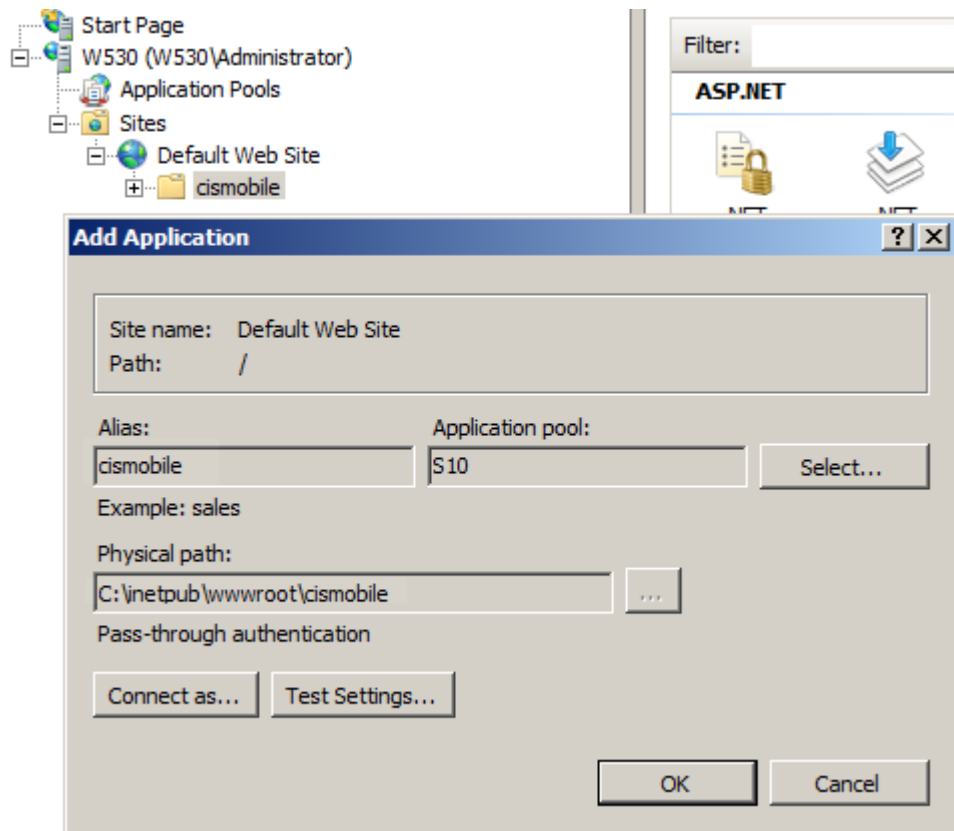 Start Page
W530 (W530\Administrator)
Application Pools
Sites
Default Web Site
cismobile
Filter:
ASP.NET
.NET .NET
Add Application
Site name: Default Web Site
Path: /
Alias: Application pool:
cismobile S10 Select...
Example: sales
Physical path:
C:\inetpub\wwwroot\cismobile ...
Pass-through authentication
Connect as... Test Settings...
OK Cancel